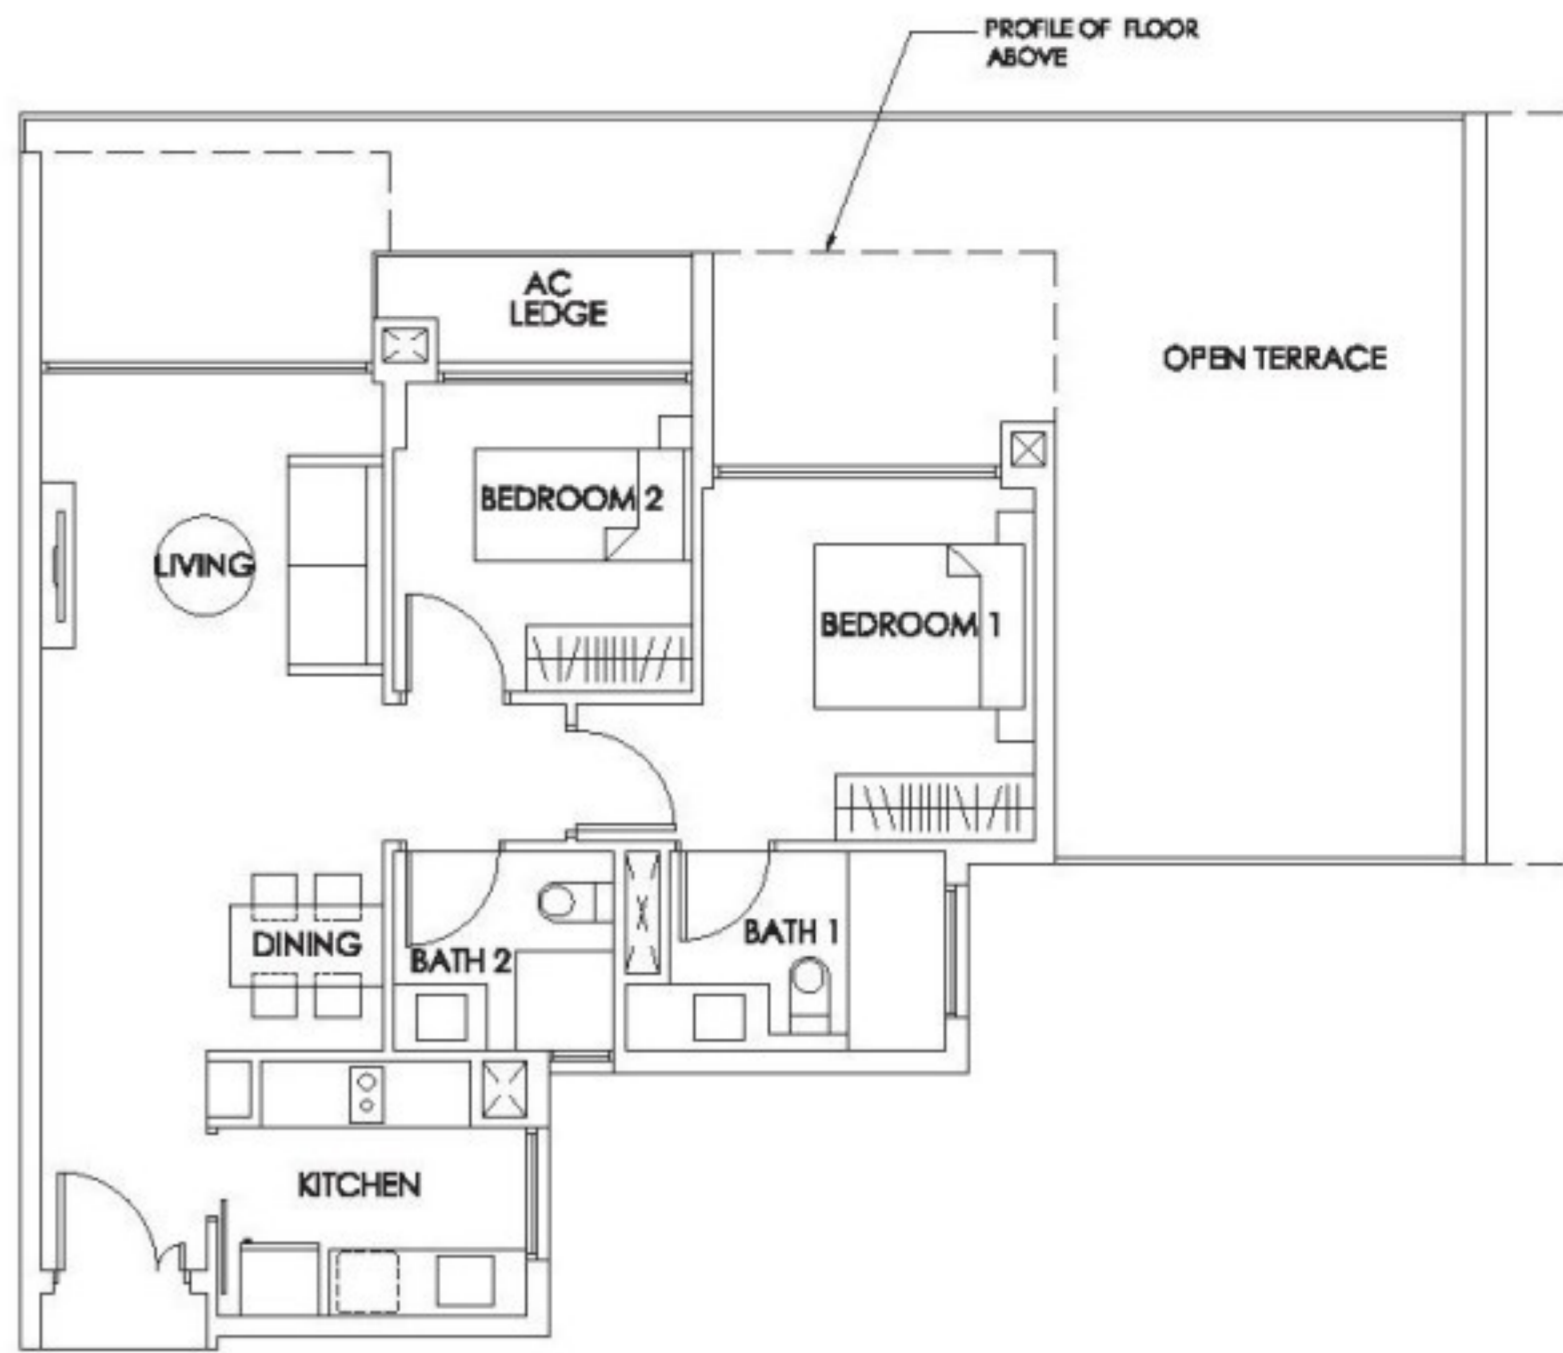 PROFILE OF FLOOR
ABOVE
AC
LEDGE
OPEN TERRACE
BEDROOM 2
LIVING
BEDROOM 1
BATH 1
DINING
BATH 2
KITCHEN